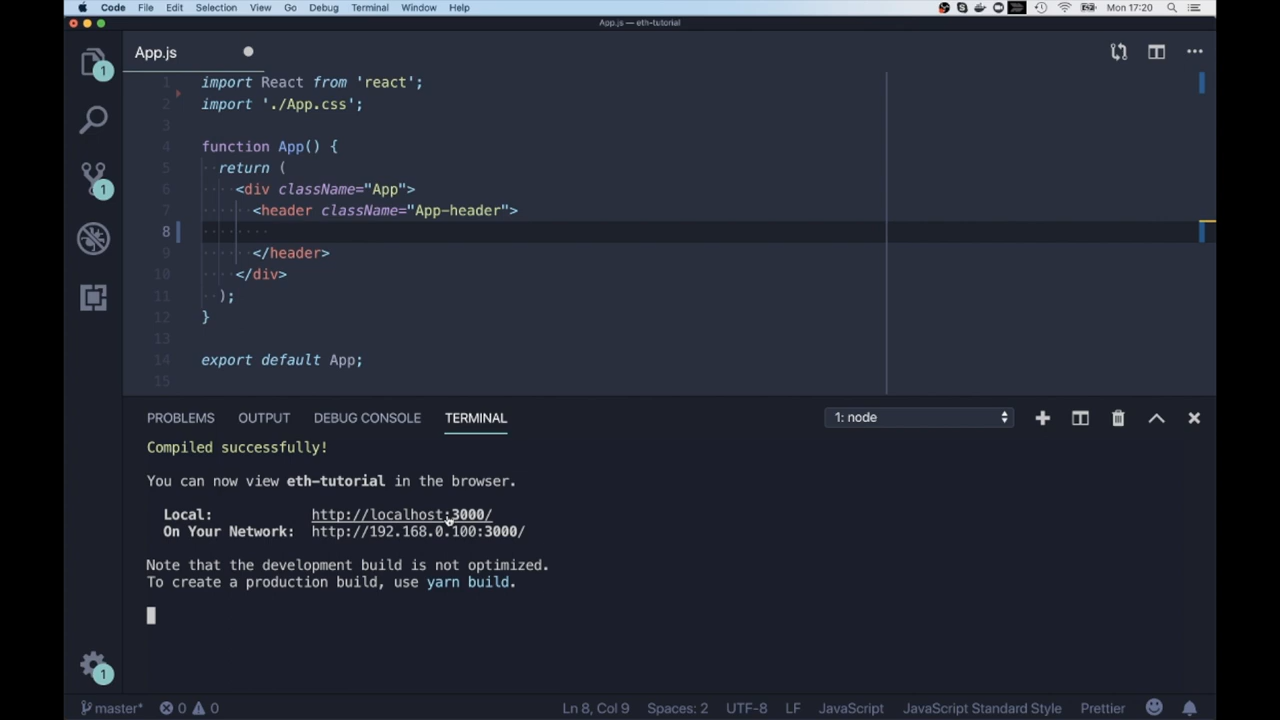 Code File Edit Selection View Go Debug Terminal Window Help Mon 17:20
App.js — eth-tutorial
App.js
1
1 import React from 'react';
2 import './App.css';
3
4 function App() {
5 return (
6 <div className="App">
7 <header className="App-header">
8
9 </header>
10 </div>
11 );
12 }
13
14 export default App;
15
1
PROBLEMS OUTPUT DEBUG CONSOLE TERMINAL 1: node
Compiled successfully!
You can now view eth-tutorial in the browser.
Local: http://localhost:3000/
On Your Network: http://192.168.0.100:3000/
Note that the development build is not optimized.
To create a production build, use yarn build.
1
master* 0 0 Ln 8, Col 9 Spaces: 2 UTF-8 LF JavaScript JavaScript Standard Style Prettier